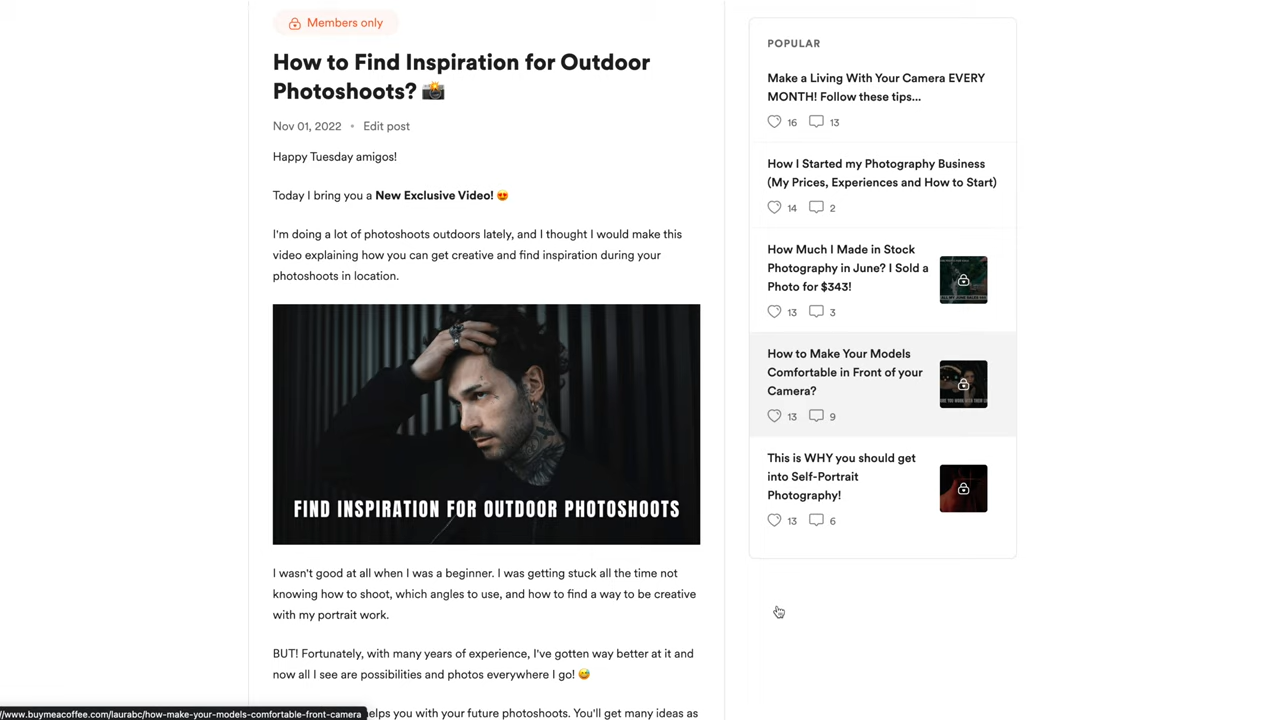 Members only
How to Find Inspiration for Outdoor
Photoshoots? 📸
Nov 01, 2022 • Edit post
Happy Tuesday amigos!
Today I bring you a New Exclusive Video! 😍
I'm doing a lot of photoshoots outdoors lately, and I thought I would make this
video explaining how you can get creative and find inspiration during your
photoshoots in location.
FIND INSPIRATION FOR OUTDOOR PHOTOSHOOTS
I wasn't good at all when I was a beginner. I was getting stuck all the time not
knowing how to shoot, which angles to use, and how to find a way to be creative
with my portrait work.
BUT! Fortunately, with many years of experience, I've gotten way better at it and
now all I see are possibilities and photos everywhere I go! 😅
helps you with your future photoshoots. You'll get many ideas as
//www.buymeacoffee.com/laurabc/how-make-your-models-comfortable-front-camera
POPULAR
Make a Living With Your Camera EVERY
MONTH! Follow these tips...
16 13
How I Started my Photography Business
(My Prices, Experiences and How to Start)
14 2
How Much I Made in Stock
Photography in June? I Sold a
Photo for $343!
13 3
How to Make Your Models
Comfortable in Front of your
Camera?
13 9
This is WHY you should get
into Self-Portrait
Photography!
13 6